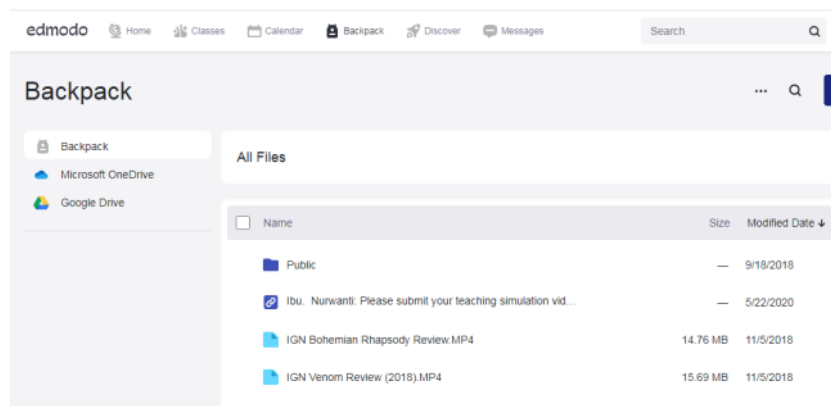 edmodo Home Classes Calendar Backpack Discover Messages Search
Backpack
Backpack
Microsoft OneDrive
Google Drive
All Files
Name Size Modified Date
Public — 9/18/2018
Ibu. Nurwanti: Please submit your teaching simulation vid... — 5/22/2020
IGN Bohemian Rhapsody Review.MP4 14.76 MB 11/5/2018
IGN Venom Review (2018).MP4 15.69 MB 11/5/2018